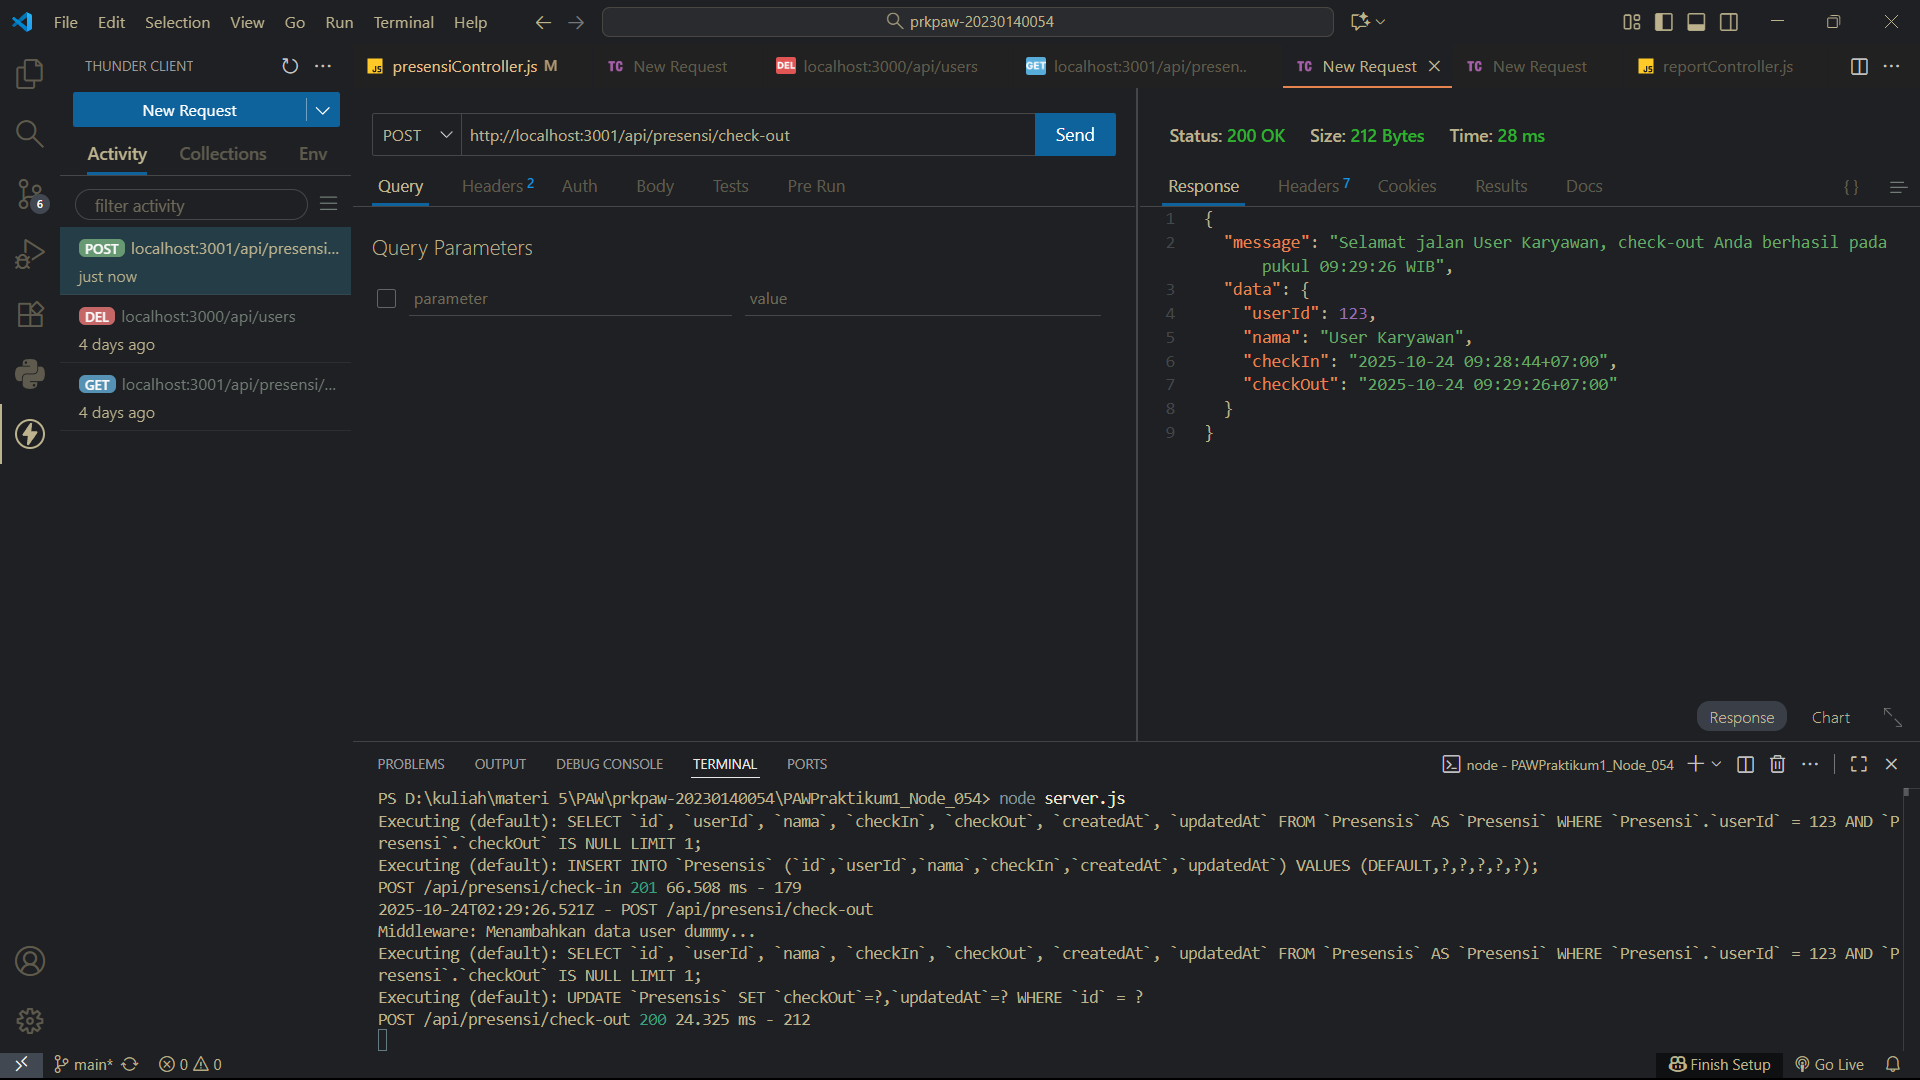 File Edit Selection View Go Run Terminal Help
prkpaw-20230140054
THUNDER CLIENT
New Request
Activity Collections Env
filter activity
POST localhost:3001/api/presensi...
just now
DEL localhost:3000/api/users
4 days ago
GET localhost:3001/api/presensi/...
4 days ago
JS presensiController.js M
TC New Request
DEL localhost:3000/api/users
GET localhost:3001/api/presen..
TC New Request
TC New Request
JS reportController.js
POST http://localhost:3001/api/presensi/check-out Send
Query Headers 2 Auth Body Tests Pre Run
Query Parameters
parameter value
Status: 200 OK Size: 212 Bytes Time: 28 ms
Response Headers 7 Cookies Results Docs { }
1 {
2 "message": "Selamat jalan User Karyawan, check-out Anda berhasil pada
pukul 09:29:26 WIB",
3 "data": {
4 "userId": 123,
5 "nama": "User Karyawan",
6 "checkIn": "2025-10-24 09:28:44+07:00",
7 "checkOut": "2025-10-24 09:29:26+07:00"
8 }
9 }
Response Chart
PROBLEMS OUTPUT DEBUG CONSOLE TERMINAL PORTS
node - PAWPraktikum1_Node_054
PS D:\kuliah\materi 5\PAW\prkpaw-20230140054\PAWPraktikum1_Node_054> node server.js
Executing (default): SELECT `id`, `userId`, `nama`, `checkIn`, `checkOut`, `createdAt`, `updatedAt` FROM `Presensis` AS `Presensi` WHERE `Presensi`.`userId` = 123 AND `P
resensi`.`checkOut` IS NULL LIMIT 1;
Executing (default): INSERT INTO `Presensis` (`id`,`userId`,`nama`,`checkIn`,`createdAt`,`updatedAt`) VALUES (DEFAULT,?,?,?,?,?);
POST /api/presensi/check-in 201 66.508 ms - 179
2025-10-24T02:29:26.521Z - POST /api/presensi/check-out
Middleware: Menambahkan data user dummy...
Executing (default): SELECT `id`, `userId`, `nama`, `checkIn`, `checkOut`, `createdAt`, `updatedAt` FROM `Presensis` AS `Presensi` WHERE `Presensi`.`userId` = 123 AND `P
resensi`.`checkOut` IS NULL LIMIT 1;
Executing (default): UPDATE `Presensis` SET `checkOut`=?,`updatedAt`=? WHERE `id` = ?
POST /api/presensi/check-out 200 24.325 ms - 212
6
main* 0 0
Finish Setup Go Live